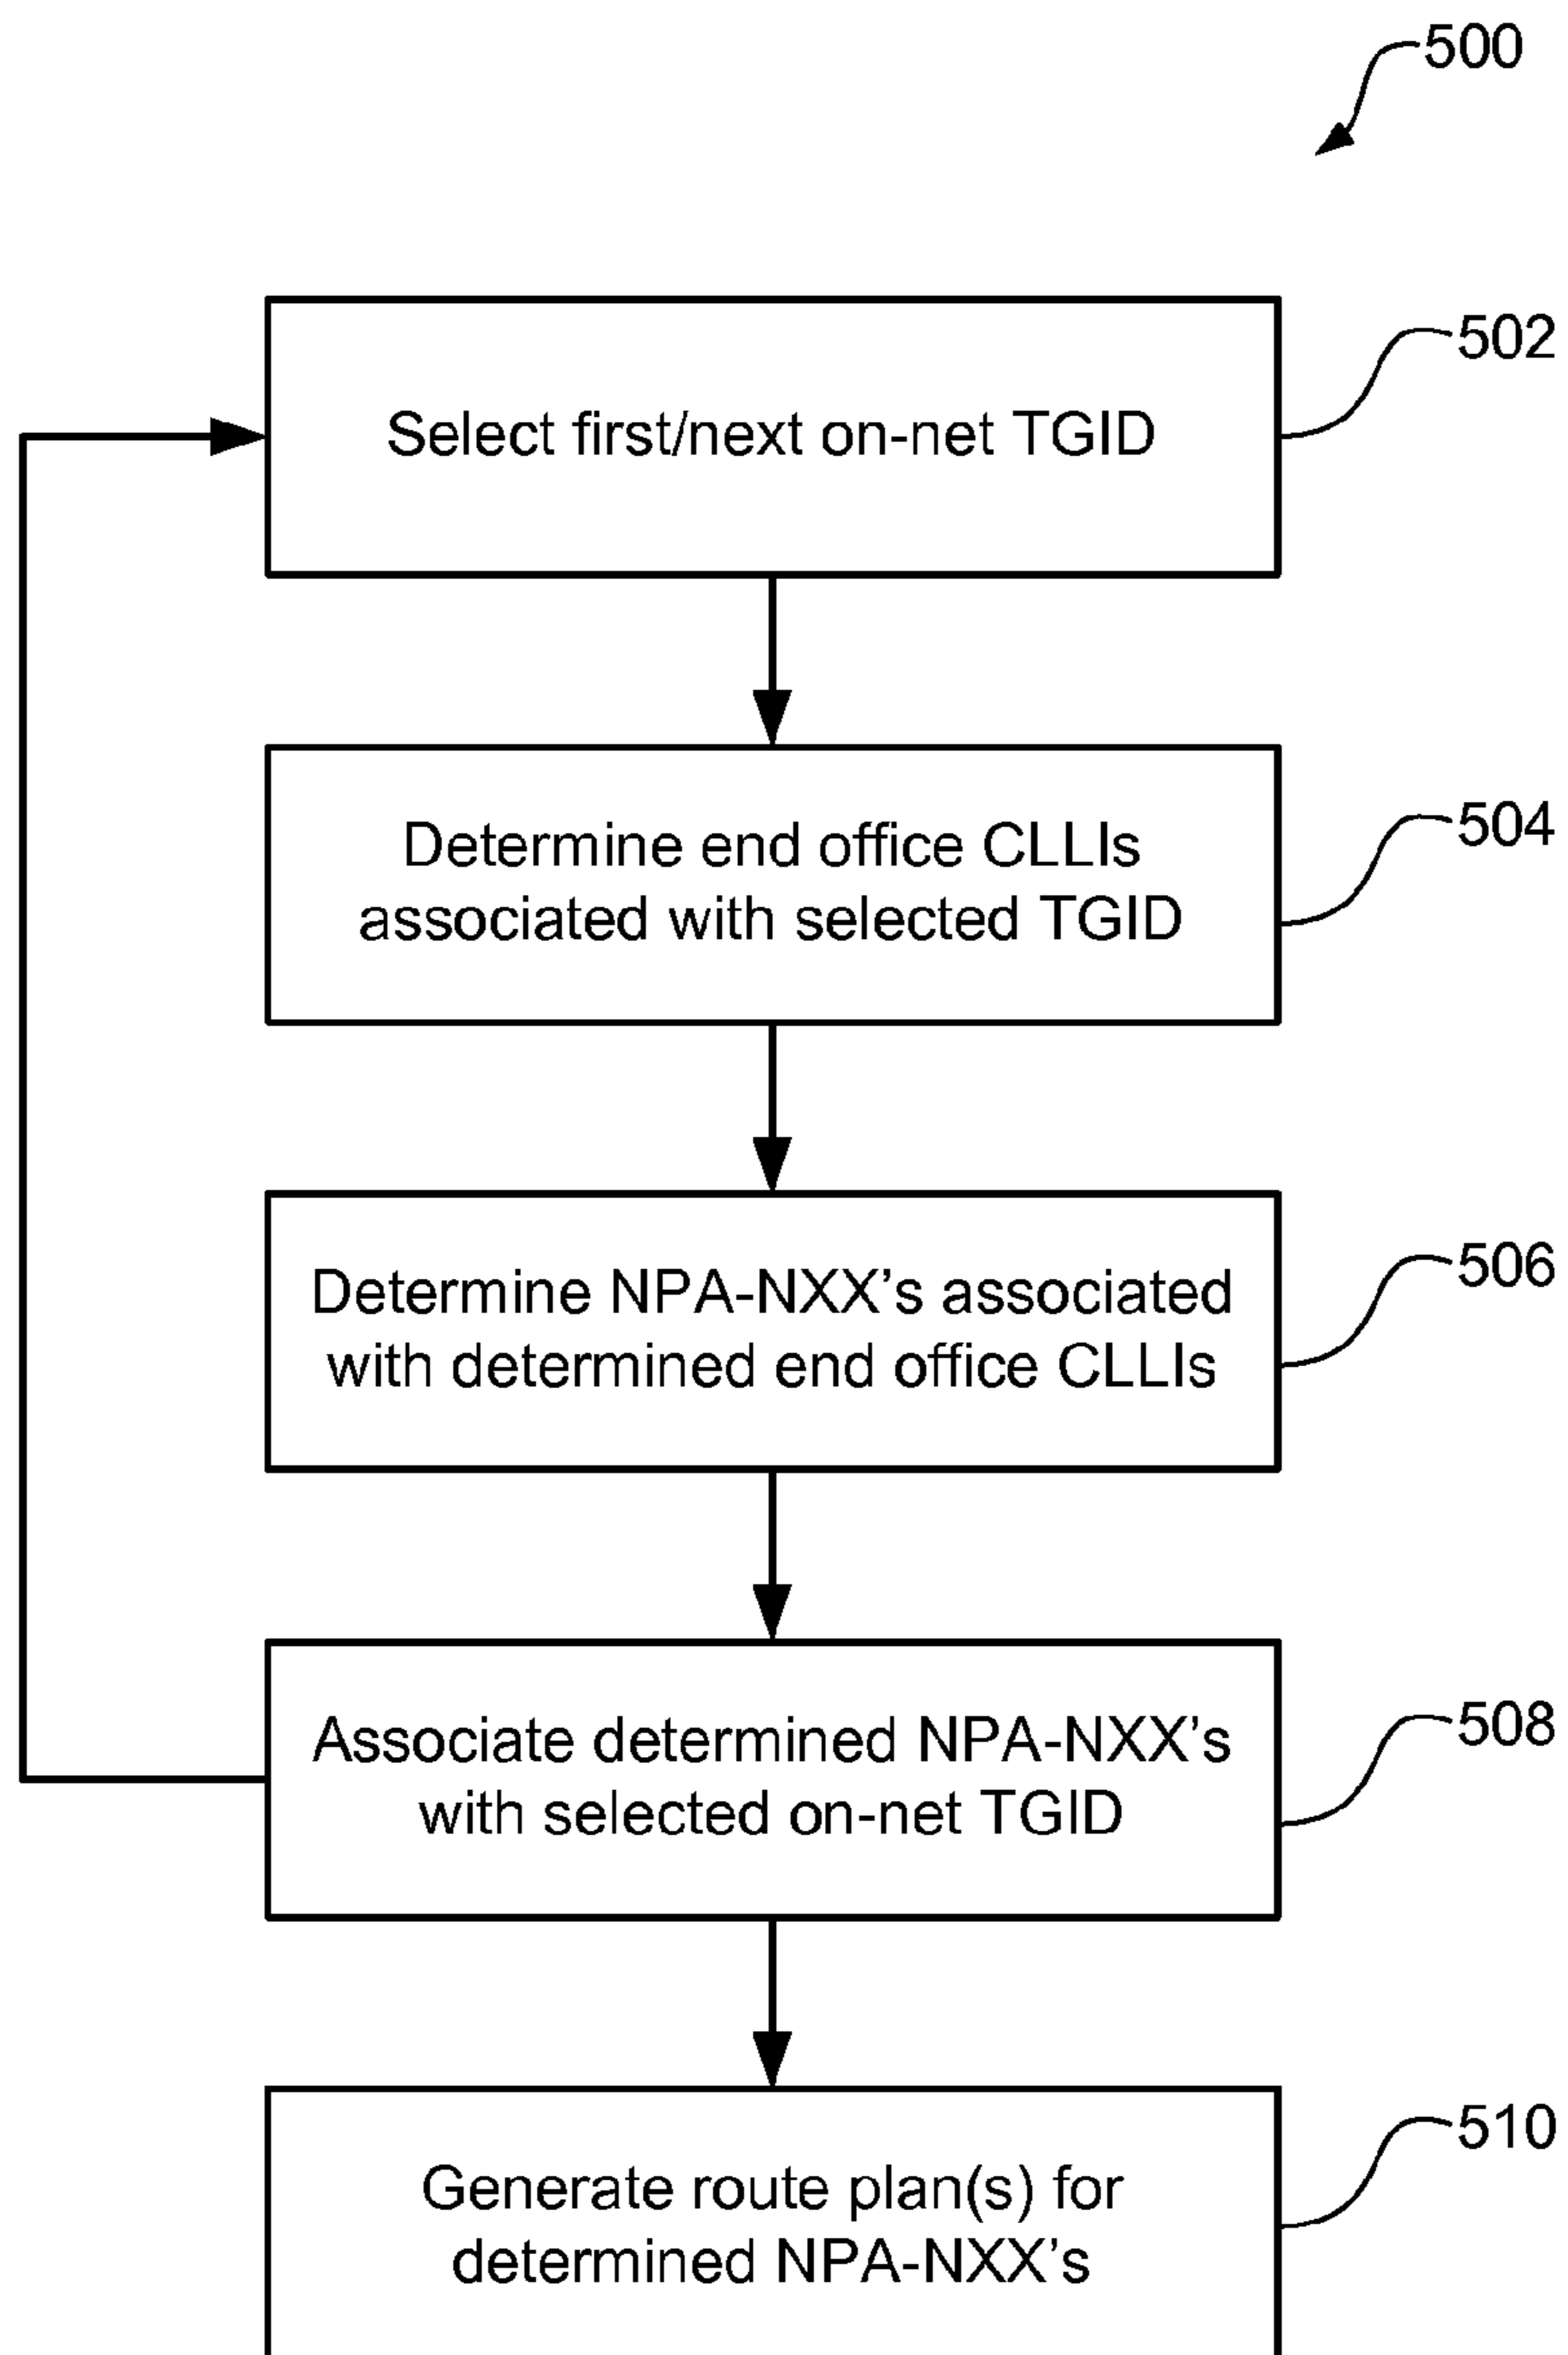 500
Select first/next on-net TGID
502
Determine end office CLLIs
associated with selected TGID
504
Determine NPA-NXX’s associated
with determined end office CLLIs
506
Associate determined NPA-NXX’s
with selected on-net TGID
508
Generate route plan(s) for
determined NPA-NXX’s
510